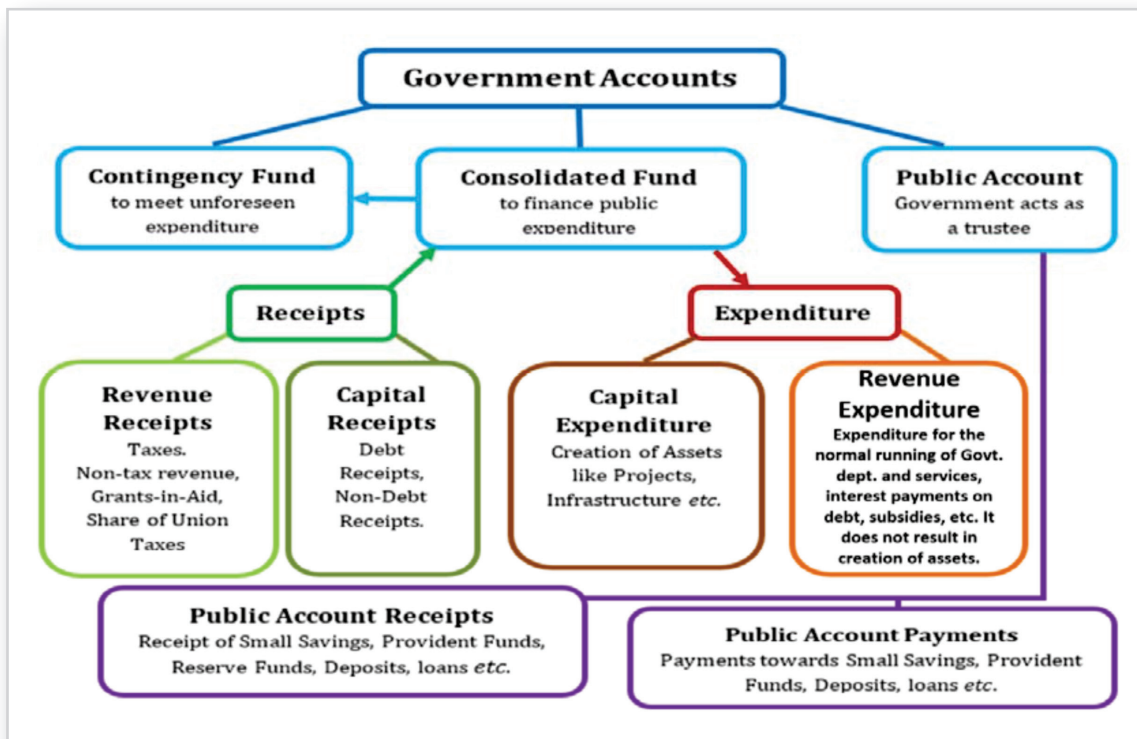 Government Accounts
Contingency Fund
to meet unforeseen
expenditure
Consolidated Fund
to finance public
expenditure
Public Account
Government acts as
a trustee
Receipts
Expenditure
Revenue
Receipts
Taxes.
Non-tax revenue,
Grants-in-Aid,
Share of Union
Taxes
Capital
Receipts
Debt
Receipts,
Non-Debt
Receipts.
Capital
Expenditure
Creation of Assets
like Projects,
Infrastructure etc.
Revenue
Expenditure
Expenditure for the
normal running of Govt.
dept. and services,
interest payments on
debt, subsidies, etc. It
does not result in
creation of assets.
Public Account Receipts
Receipt of Small Savings, Provident Funds,
Reserve Funds, Deposits, loans etc.
Public Account Payments
Payments towards Small Savings, Provident
Funds, Deposits, loans etc.